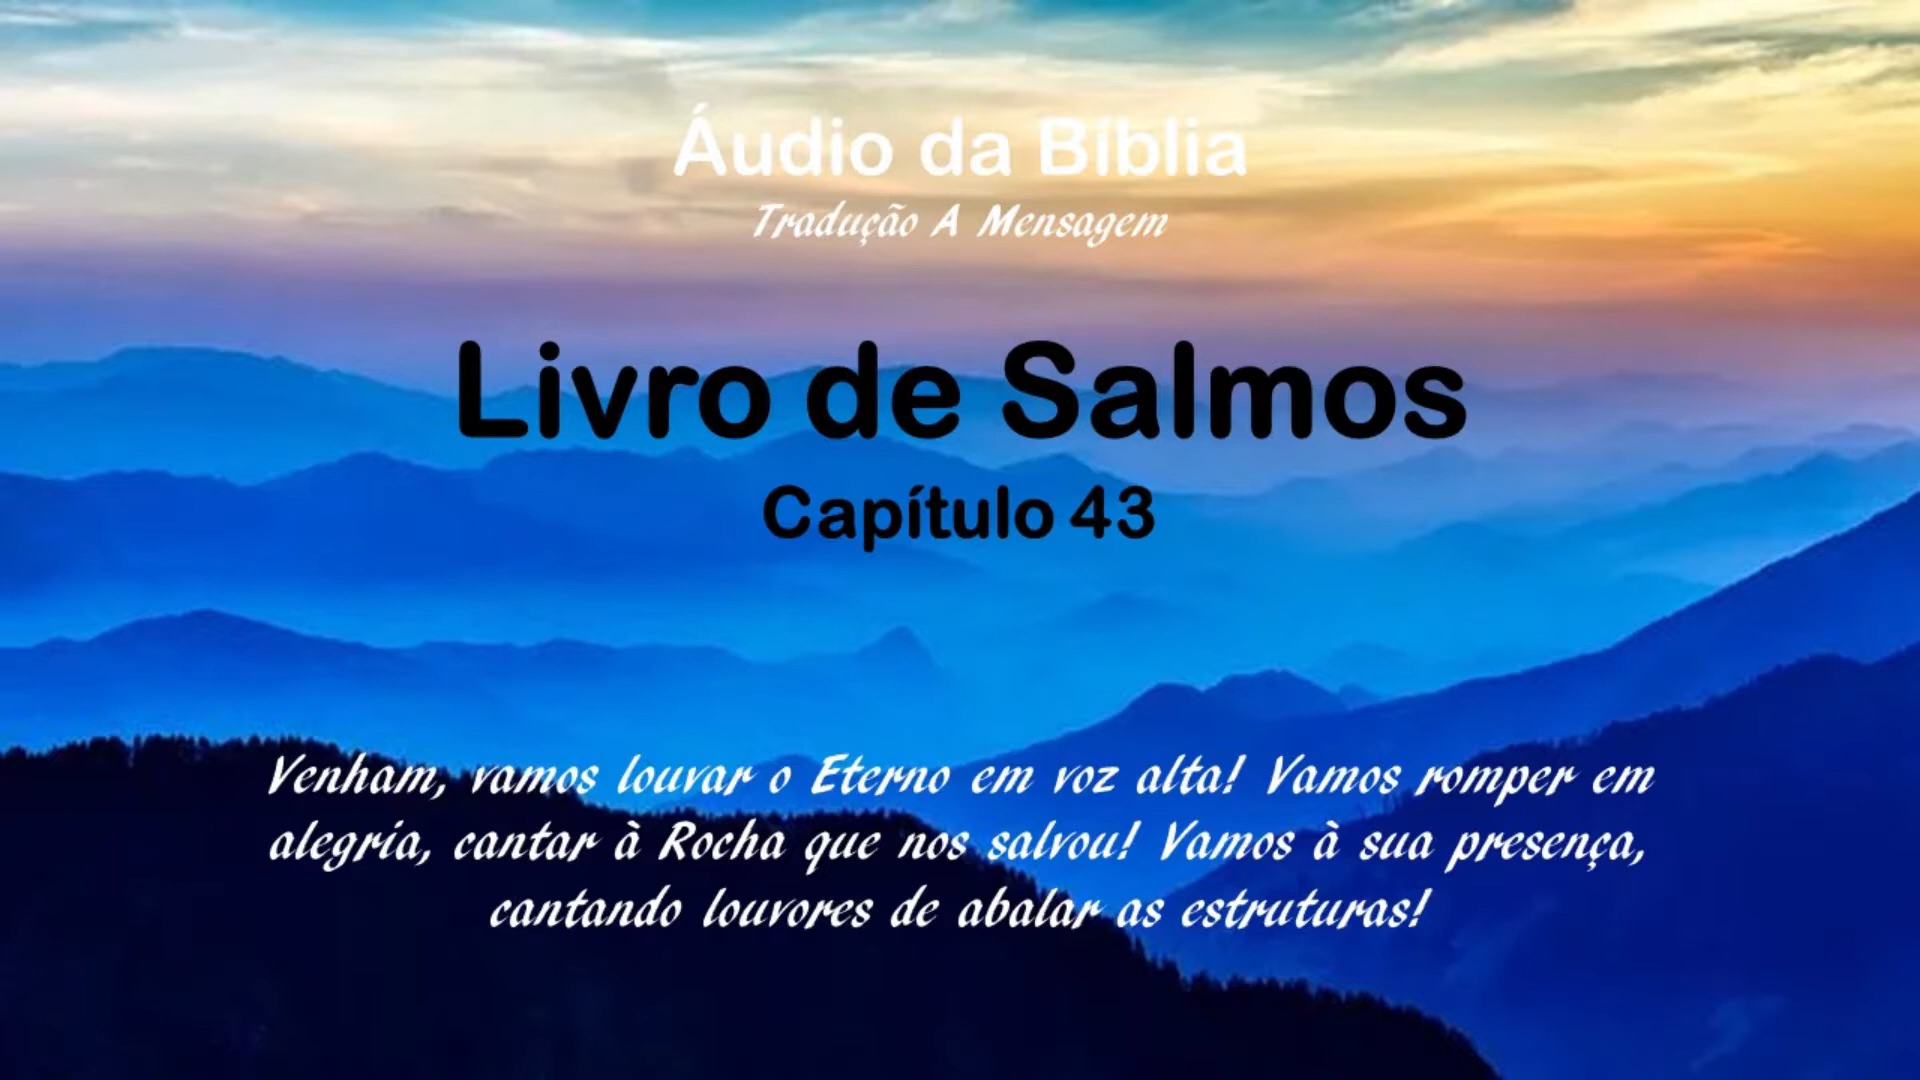 Áudio da Bíblia
Tradução A Mensagem
Livro de Salmos
Capítulo 43
Venham, vamos louvar o Eterno em voz alta! Vamos romper em
alegria, cantar à Rocha que nos salvou! Vamos à sua presença,
cantando louvores de abalar as estruturas!